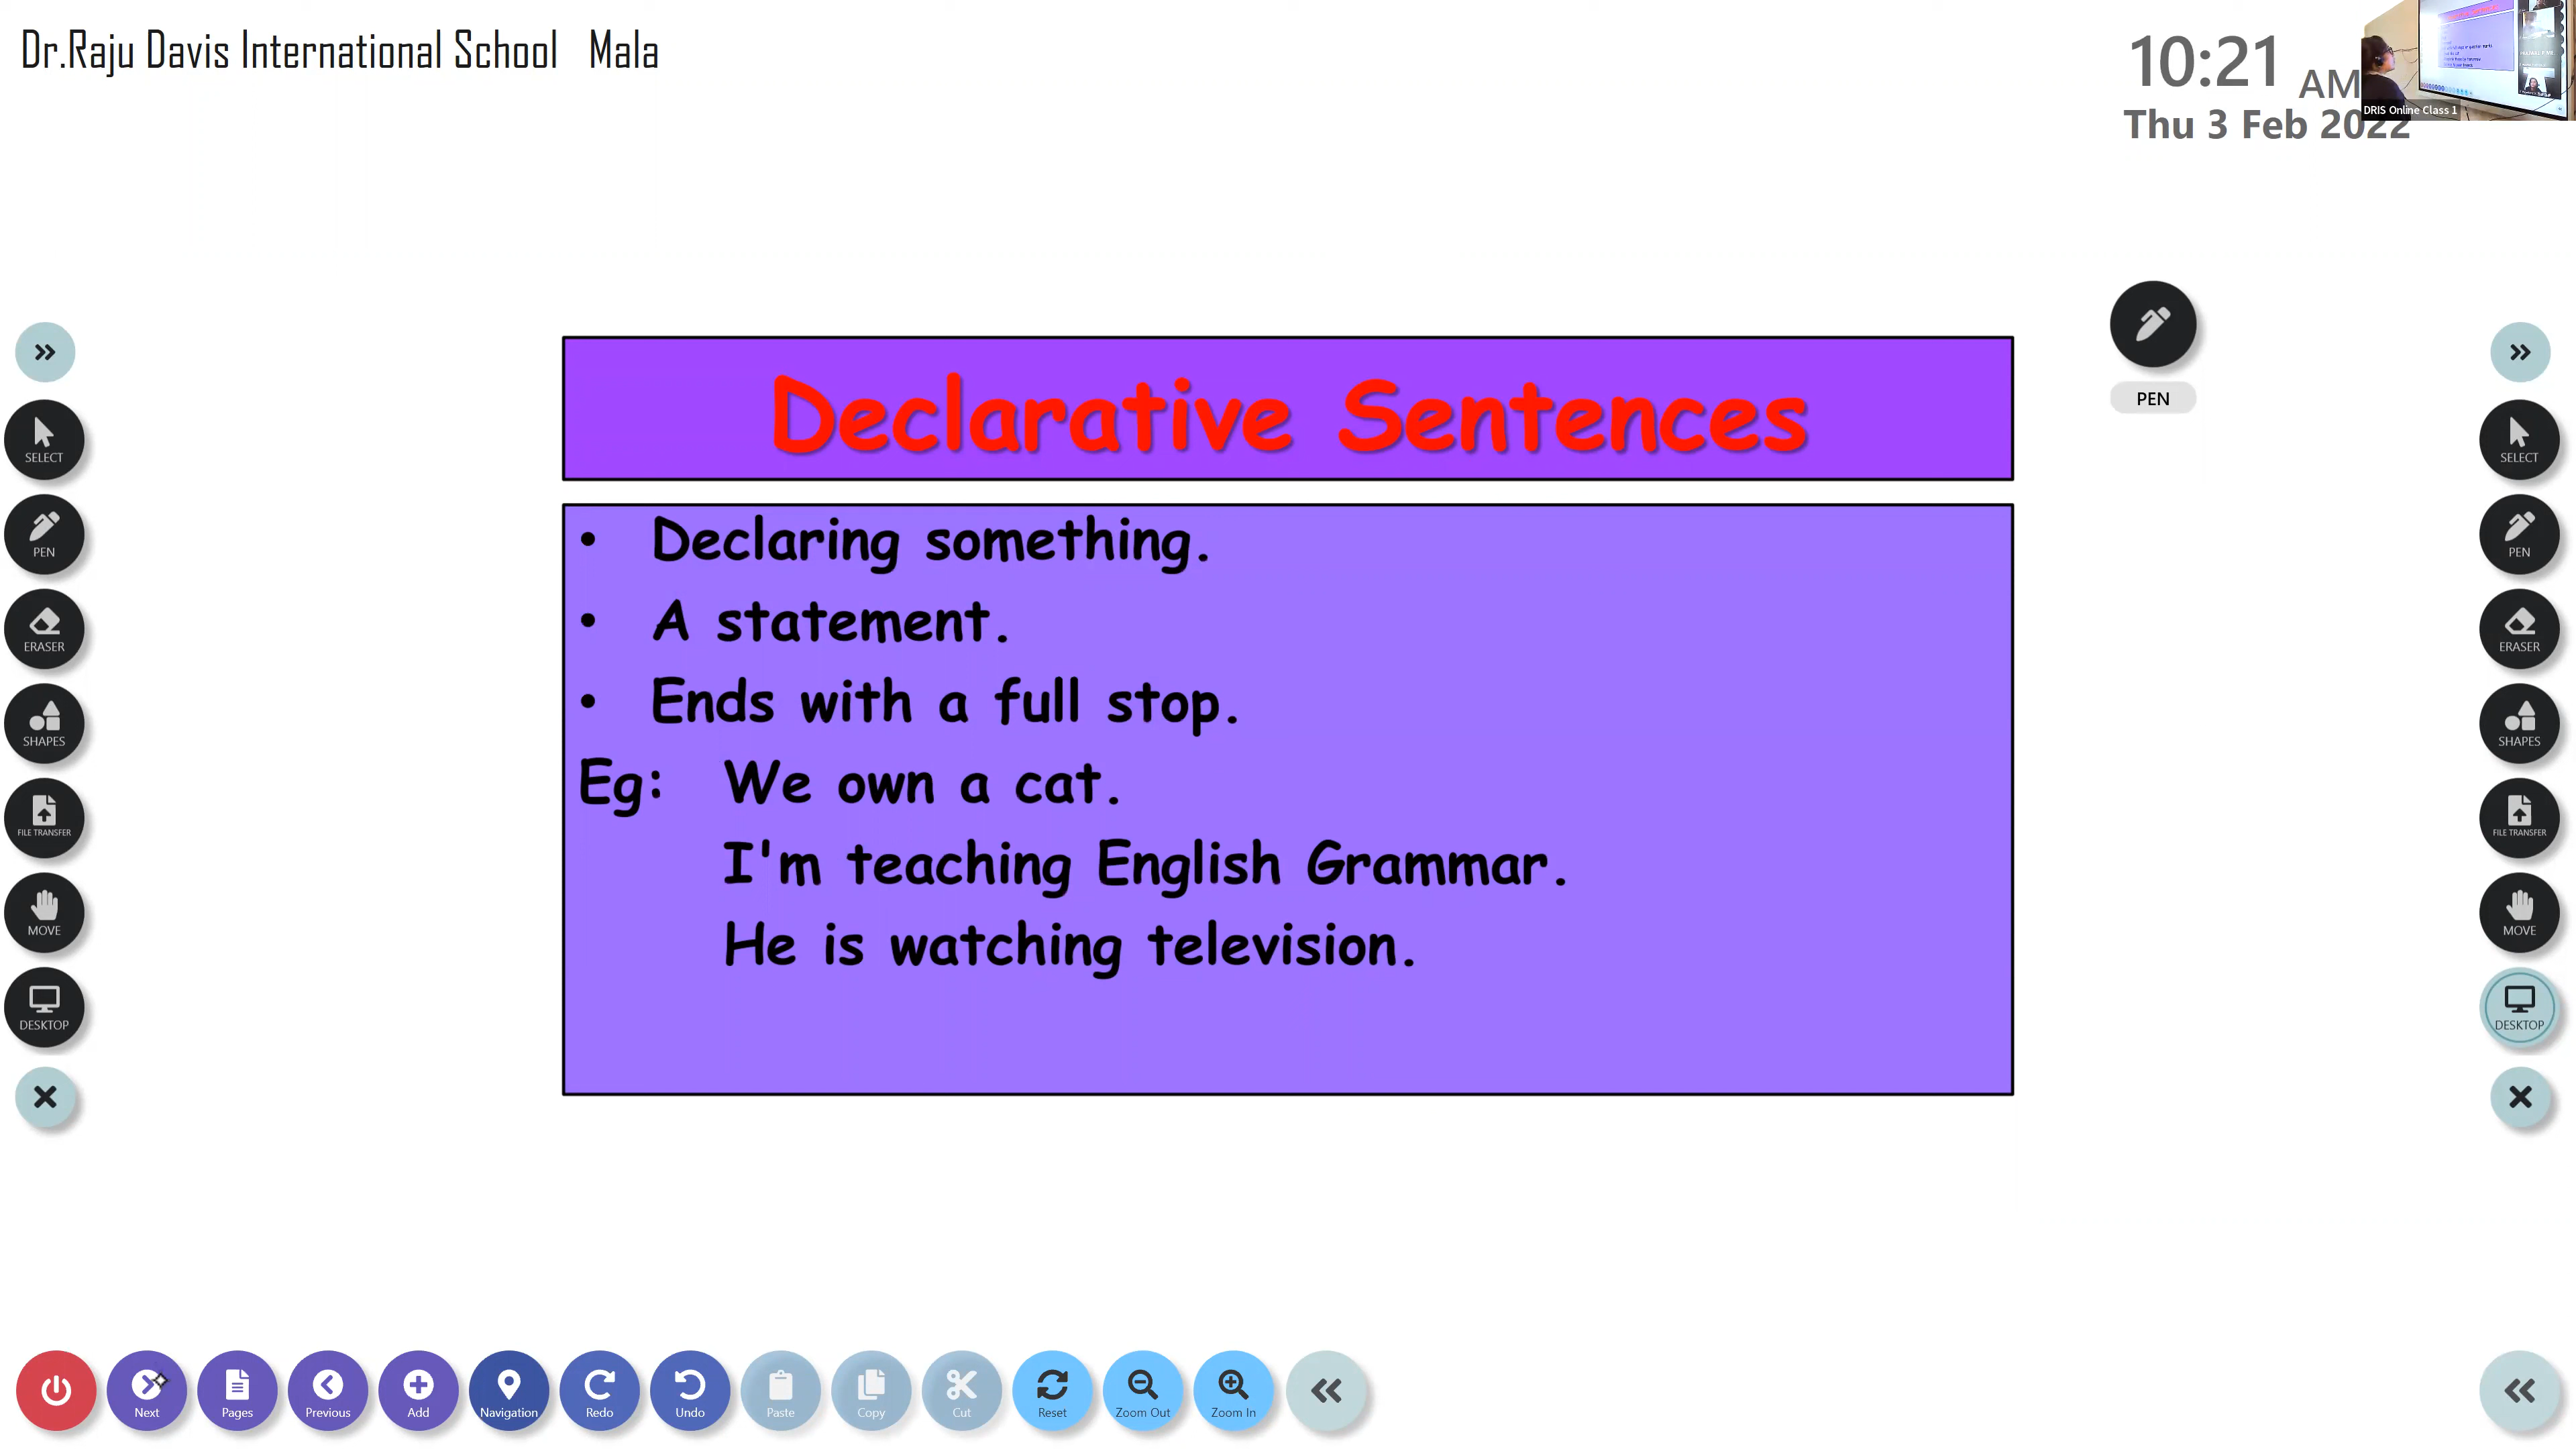 Dr.Raju Davis International School Mala
10:21 AM
Thu 3 Feb 2022
DRIS Online Class 1
Declarative Sentences
• Declaring something.
• A statement.
• Ends with a full stop.
Eg: We own a cat.
I'm teaching English Grammar.
He is watching television.
PEN
SELECT
PEN
ERASER
SHAPES
FILE TRANSFER
MOVE
DESKTOP
SELECT
PEN
ERASER
SHAPES
FILE TRANSFER
MOVE
DESKTOP
Next Pages Previous Add Navigation Redo Undo Paste Copy Cut Reset Zoom Out Zoom In